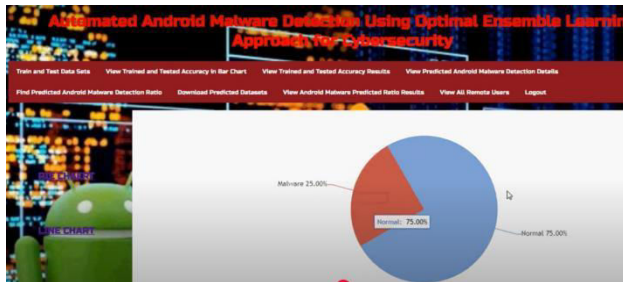 Automated Android Malware Detection Using Optimal Ensemble Learnin
Approach for Cybersecurity
Train and Test Data Sets View Trained and Tested Accuracy in Bar Chart View Trained and Tested Accuracy Results View Predicted Android Malware Detection Details
Find Predicted Android Malware Detection Ratio Download Predicted Datasets View Android Malware Predicted Ratio Results View All Remote Users Logout
PIE CHART
LINE CHART
Malware 25.00%
Normal: 75.00%
Normal 75.00%